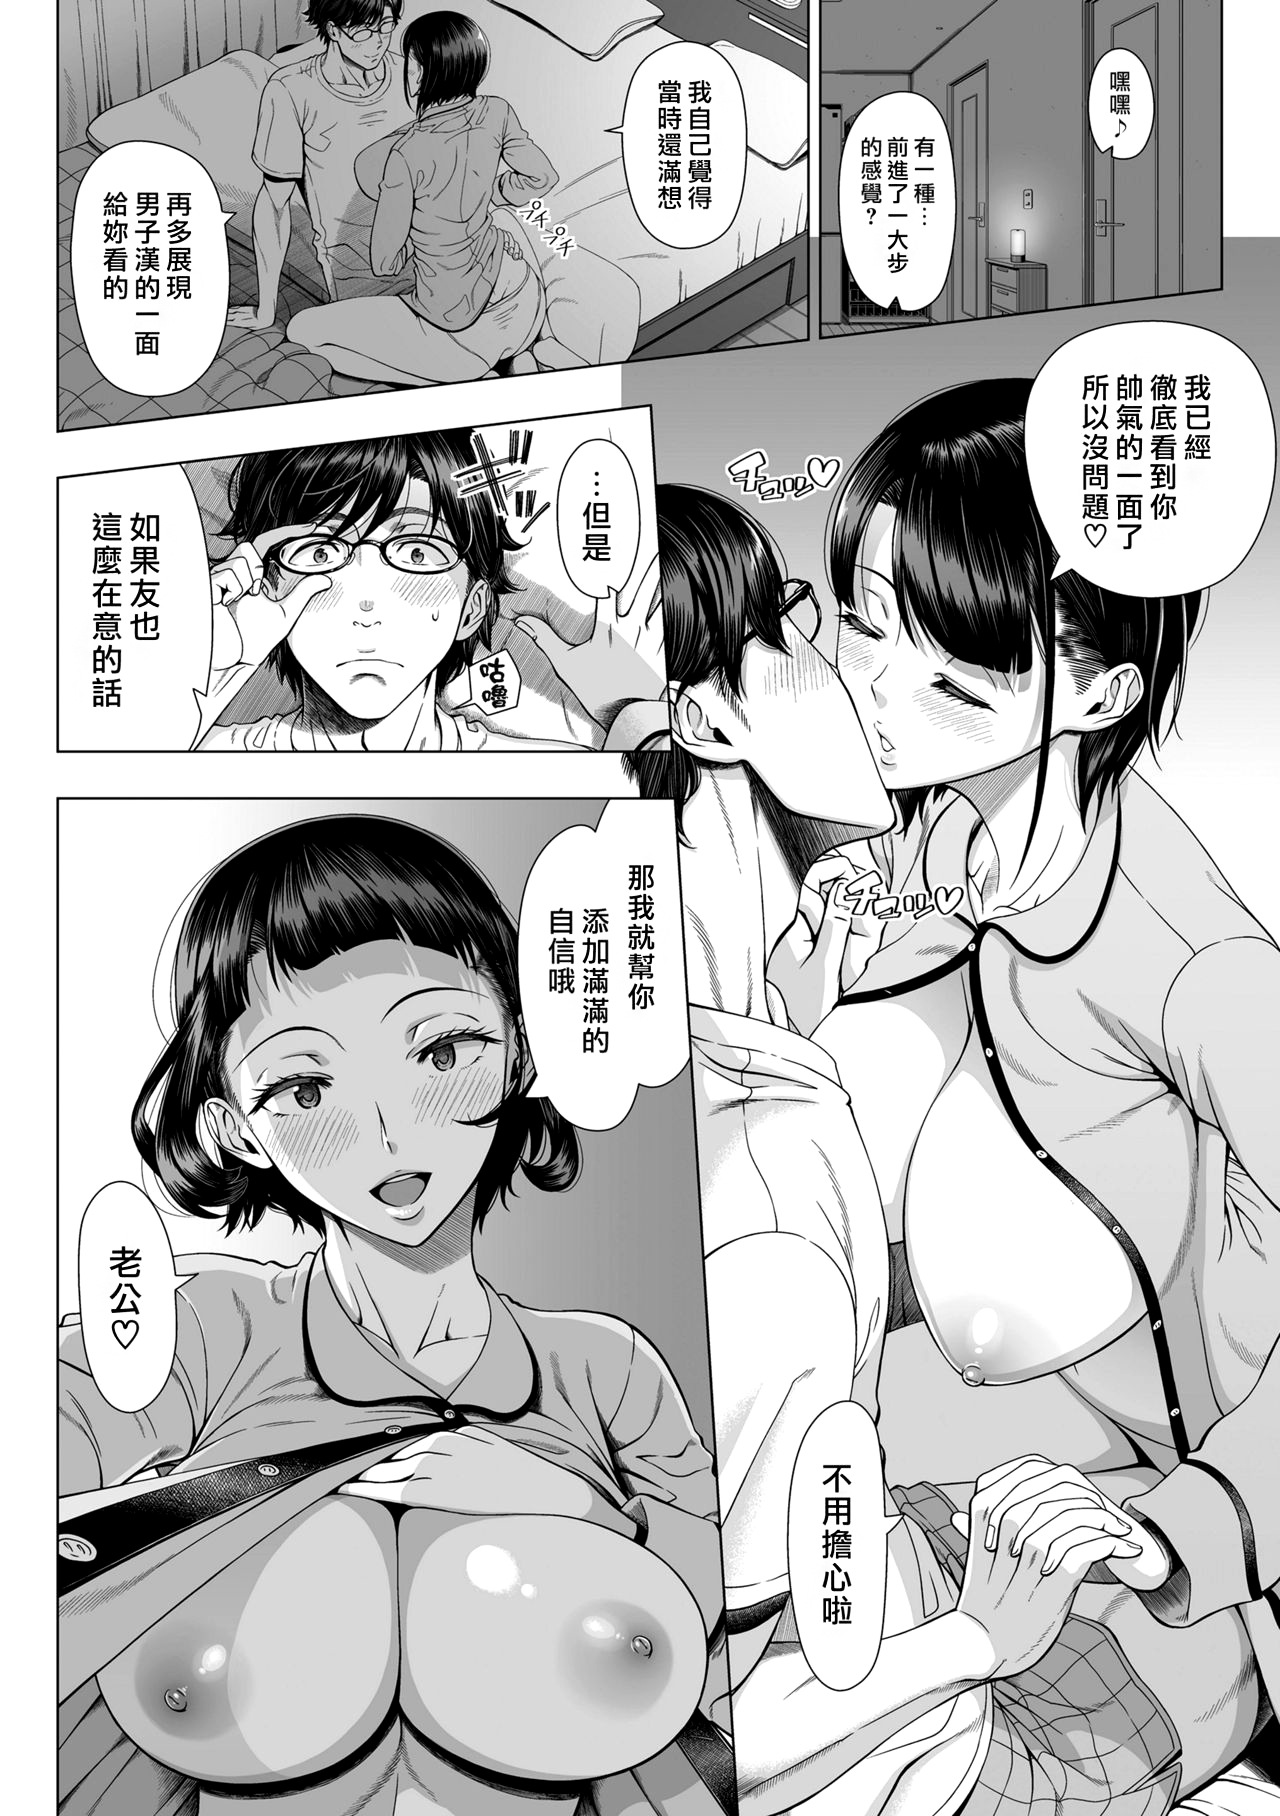 嘿嘿♪
有一種…
前進了一大步
的感覺?
我自己覺得
當時還滿想
再多展現
男子漢的一面
給妳看的
プチ
プチ
我已經
徹底看到你
帥氣的一面了
所以沒問題♡
チュッ♡
チュッ♡
不用擔心啦
…但是
咕嚕
如果友也
這麼在意的話
那我就幫你
添加滿滿的
自信哦
老公♡